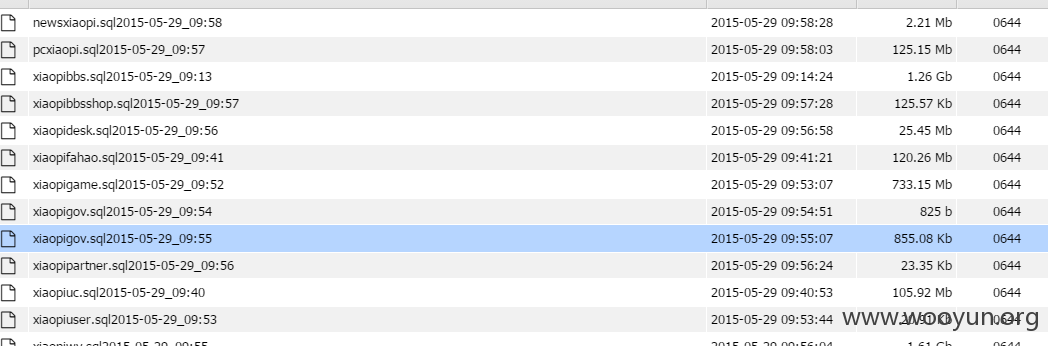 newsxiaopi.sql2015-05-29_09:58 2015-05-29 09:58:28 2.21 Mb 0644
pcxiaopi.sql2015-05-29_09:57 2015-05-29 09:58:03 125.15 Mb 0644
xiaopibbs.sql2015-05-29_09:13 2015-05-29 09:14:24 1.26 Gb 0644
xiaopibbsshop.sql2015-05-29_09:57 2015-05-29 09:57:28 125.57 Kb 0644
xiaopidesk.sql2015-05-29_09:56 2015-05-29 09:56:58 25.45 Mb 0644
xiaopifahao.sql2015-05-29_09:41 2015-05-29 09:41:21 120.26 Mb 0644
xiaopigame.sql2015-05-29_09:52 2015-05-29 09:53:07 733.15 Mb 0644
xiaopigov.sql2015-05-29_09:54 2015-05-29 09:54:51 825 b 0644
xiaopigov.sql2015-05-29_09:55 2015-05-29 09:55:07 855.08 Kb 0644
xiaopipartner.sql2015-05-29_09:56 2015-05-29 09:56:24 23.35 Kb 0644
xiaopiuc.sql2015-05-29_09:40 2015-05-29 09:40:53 105.92 Mb 0644
xiaopiuser.sql2015-05-29_09:53 2015-05-29 09:53:44 0644
www.wooyun.org